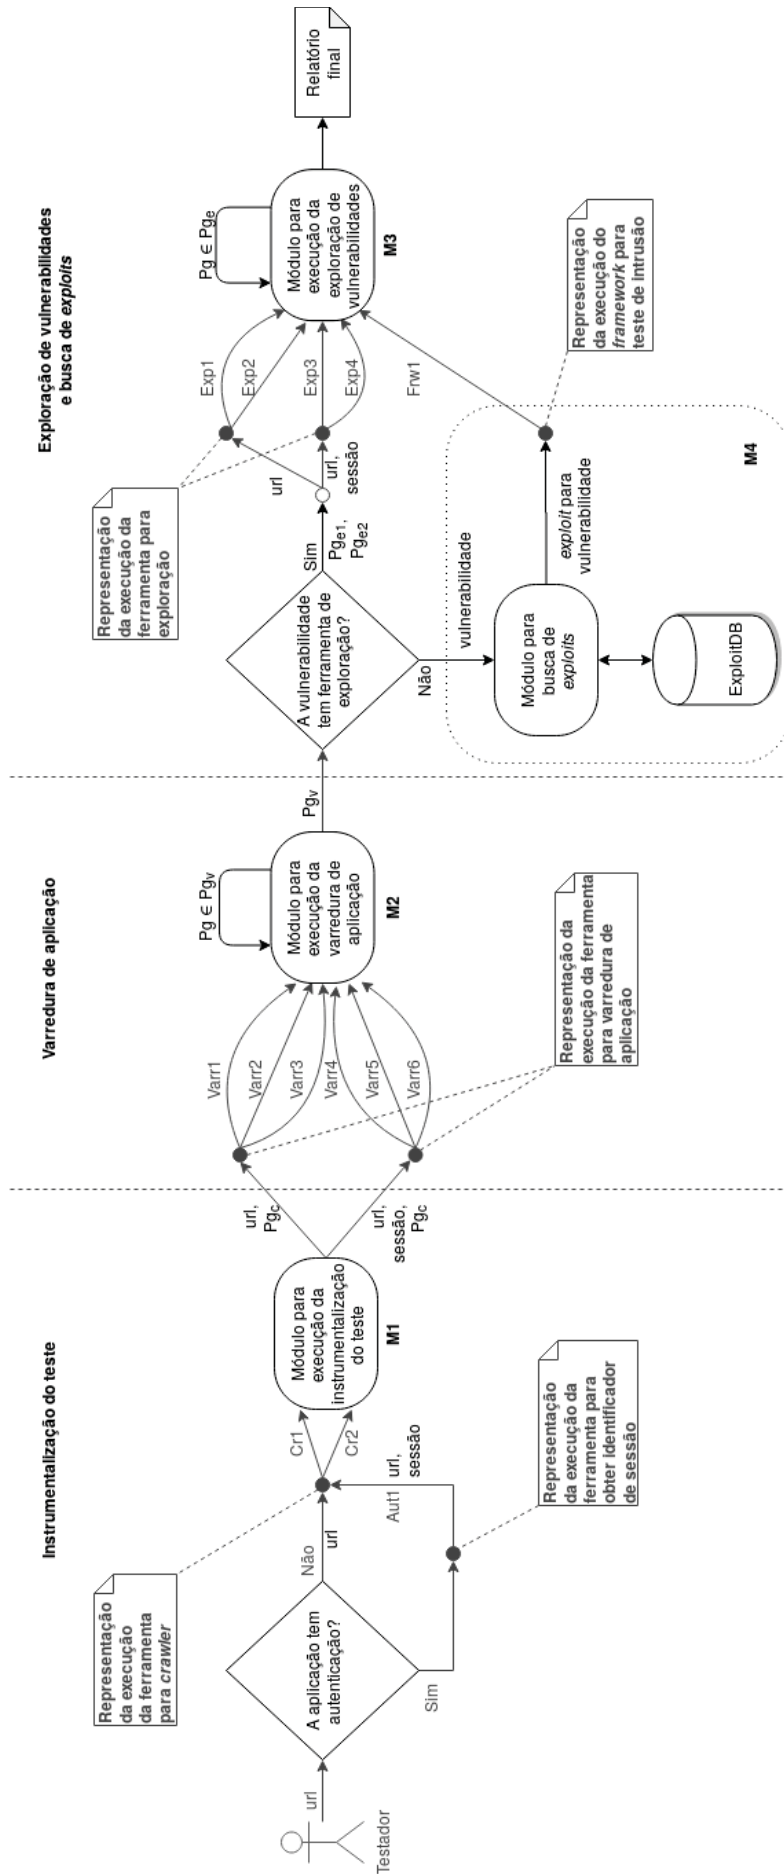 Instrumentalização do teste
Varredura de aplicação
Exploração de vulnerabilidades
e busca de exploits
Testador
url
A aplicação tem
autenticação?
Não
url
Sim
Aut1
url,
sessão
Representação
da execução
da ferramenta
para crawler
Representação
da execução da
ferramenta para
obter identificador
de sessão
Cr1
Cr2
Módulo para
execução da
instrumentalização
do teste
M1
url,
Pgc
url,
sessão,
Pgc
Varr1
Varr2
Varr3
Varr4
Varr5
Varr6
Representação da
execução da ferramenta
para varredura de
aplicação
Pg ∈ Pgv
Módulo para
execução da
varredura de
aplicação
M2
Pgv
A vulnerabilidade
tem ferramenta de
exploração?
Sim
Pge1,
Pge2
Não
vulnerabilidade
url
url,
sessão
Representação
da execução da
ferramenta para
exploração
Exp1
Exp2
Exp3
Exp4
Frw1
Módulo para
busca de
exploits
ExploitDB
exploit para
vulnerabilidade
M4
Representação
da execução do
framework para
teste de intrusão
Pg ∈ Pge
Módulo para
execução da
exploração de
vulnerabilidades
M3
Relatório
final